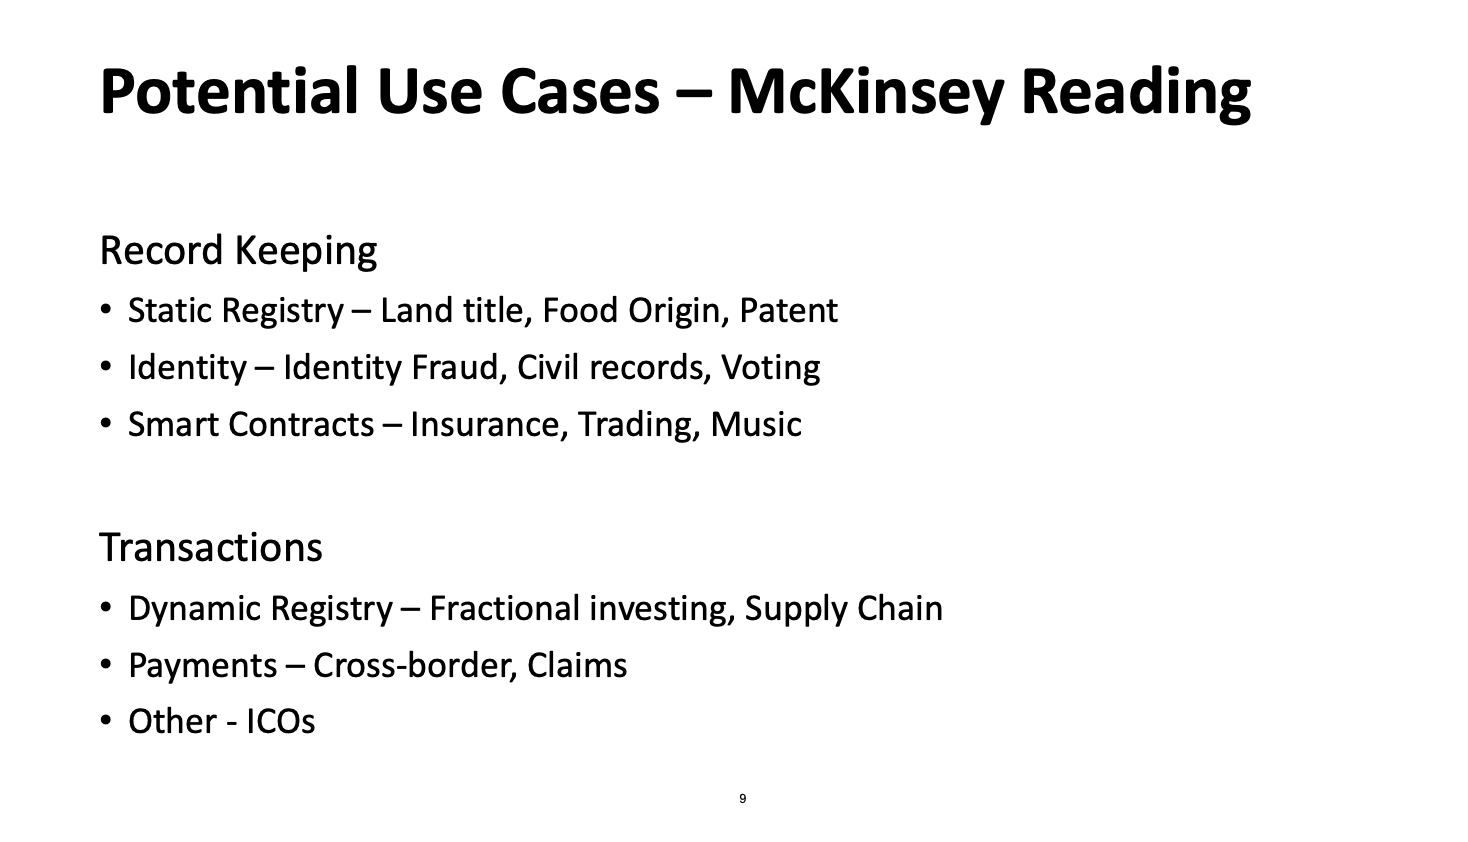 Potential Use Cases – McKinsey Reading
Record Keeping
• Static Registry – Land title, Food Origin, Patent
• Identity – Identity Fraud, Civil records, Voting
• Smart Contracts – Insurance, Trading, Music
Transactions
• Dynamic Registry – Fractional investing, Supply Chain
• Payments – Cross-border, Claims
• Other - ICOs
9